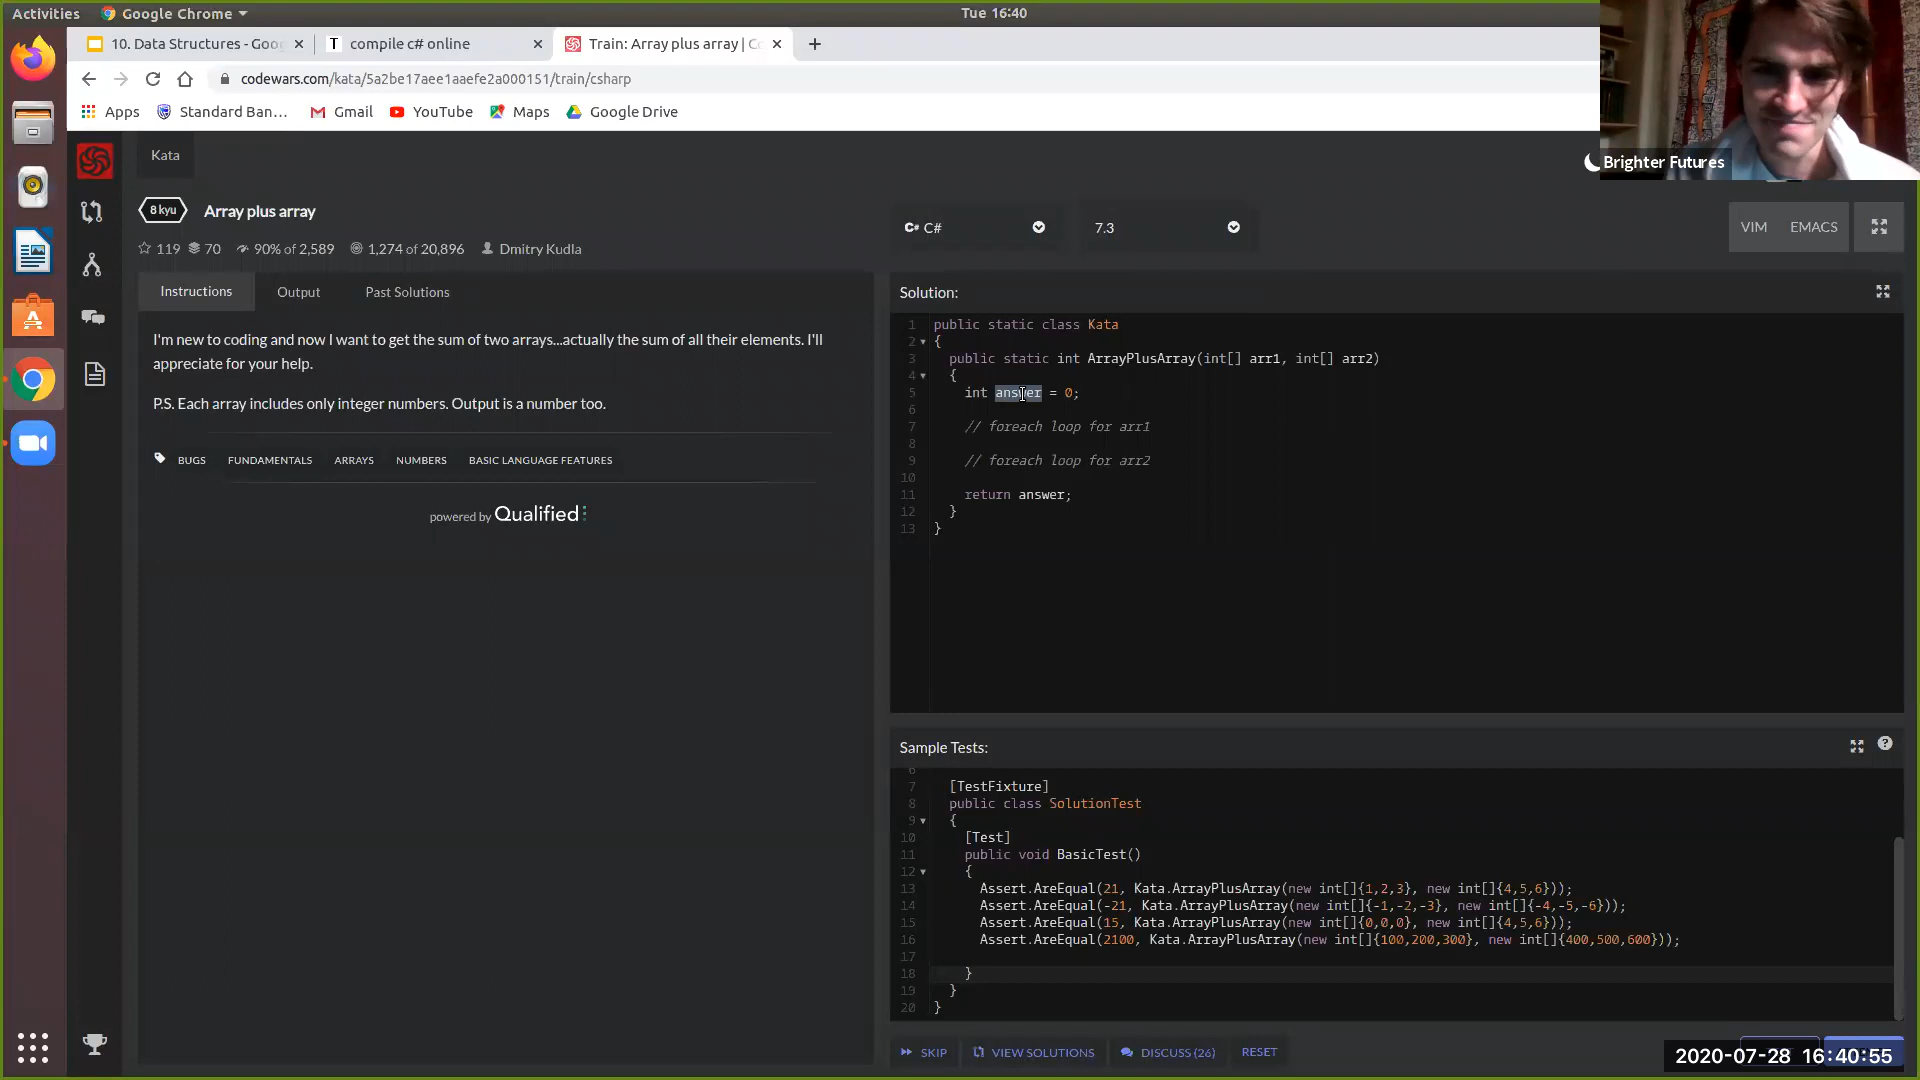 Activities
Google Chrome
Tue 16:40
10. Data Structures - Goo
compile c# online
Train: Array plus array | Co
codewars.com/kata/5a2be17aee1aaefe2a000151/train/csharp
Apps
Standard Ban...
Gmail
YouTube
Maps
Google Drive
Brighter Futures
Kata
8 kyu
Array plus array
119
70
90% of 2,589
1,274 of 20,896
Dmitry Kudla
C# C#
7.3
VIM
EMACS
Instructions
Output
Past Solutions
I'm new to coding and now I want to get the sum of two arrays...actually the sum of all their elements. I'll
appreciate for your help.
P.S. Each array includes only integer numbers. Output is a number too.
BUGS
FUNDAMENTALS
ARRAYS
NUMBERS
BASIC LANGUAGE FEATURES
powered by Qualified
Solution:
1 public static class Kata
2 {
3 public static int ArrayPlusArray(int[] arr1, int[] arr2)
4 {
5 int answer = 0;
6
7 // foreach loop for arr1
8
9 // foreach loop for arr2
10
11 return answer;
12 }
13 }
Sample Tests:
6
7 [TestFixture]
8 public class SolutionTest
9 {
10 [Test]
11 public void BasicTest()
12 {
13 Assert.AreEqual(21, Kata.ArrayPlusArray(new int[]{1,2,3}, new int[]{4,5,6}));
14 Assert.AreEqual(-21, Kata.ArrayPlusArray(new int[]{-1,-2,-3}, new int[]{-4,-5,-6}));
15 Assert.AreEqual(15, Kata.ArrayPlusArray(new int[]{0,0,0}, new int[]{4,5,6}));
16 Assert.AreEqual(2100, Kata.ArrayPlusArray(new int[]{100,200,300}, new int[]{400,500,600}));
17
18 }
19 }
20 }
SKIP
VIEW SOLUTIONS
DISCUSS (26)
RESET
2020-07-28 16:40:55